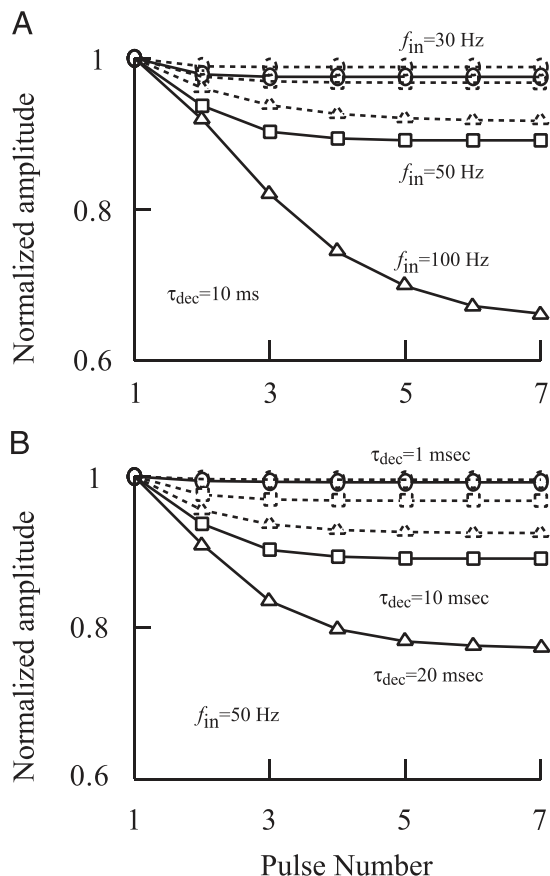 A
Normalized amplitude
1
0.8
0.6
f_in=30 Hz
f_in=50 Hz
f_in=100 Hz
τ_dec=10 ms
1 3 5 7
B
Normalized amplitude
1
0.8
0.6
τ_dec=1 msec
τ_dec=10 msec
τ_dec=20 msec
f_in=50 Hz
1 3 5 7
Pulse Number